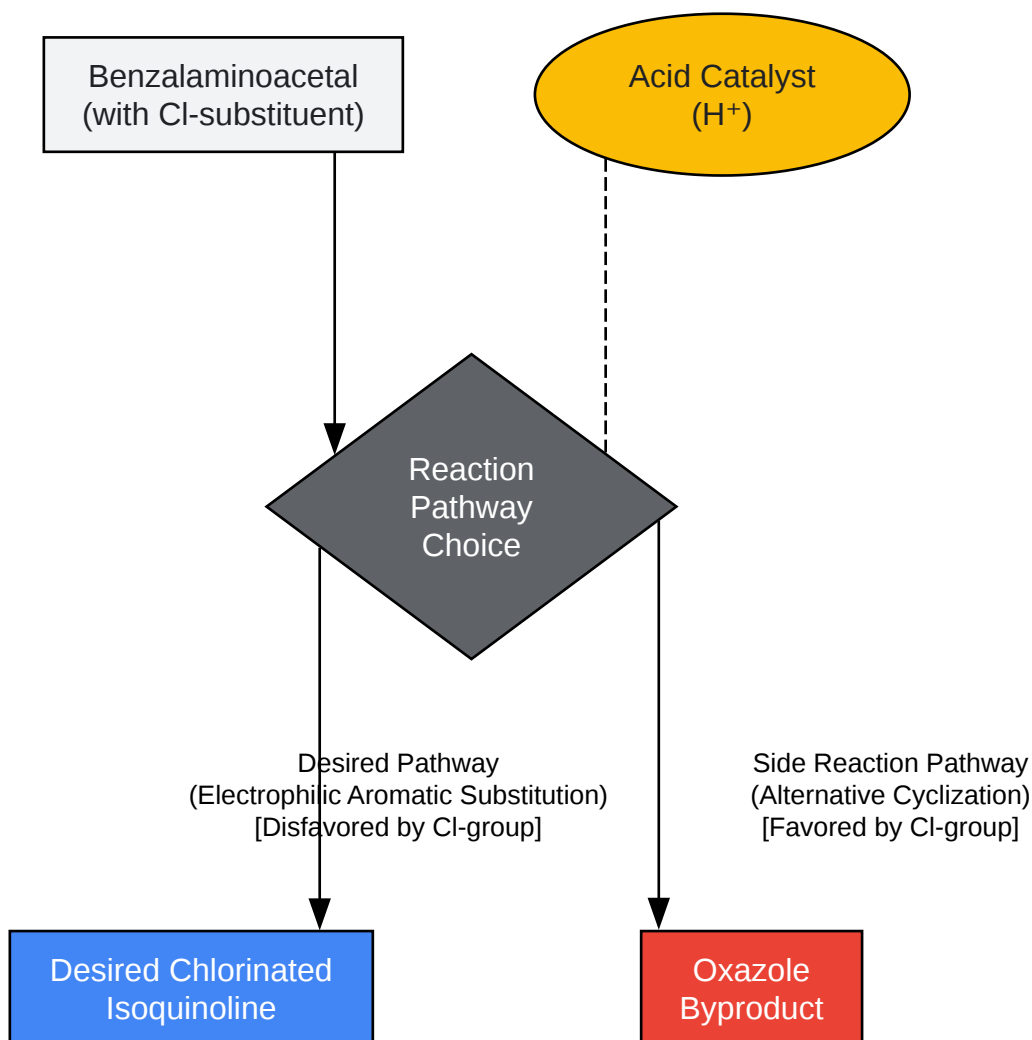 Benzalaminoacetal
(with Cl-substituent)
Acid Catalyst
(H⁺)
Reaction
Pathway
Choice
Desired Pathway
(Electrophilic Aromatic Substitution)
[Disfavored by Cl-group]
Side Reaction Pathway
(Alternative Cyclization)
[Favored by Cl-group]
Desired Chlorinated
Isoquinoline
Oxazole
Byproduct